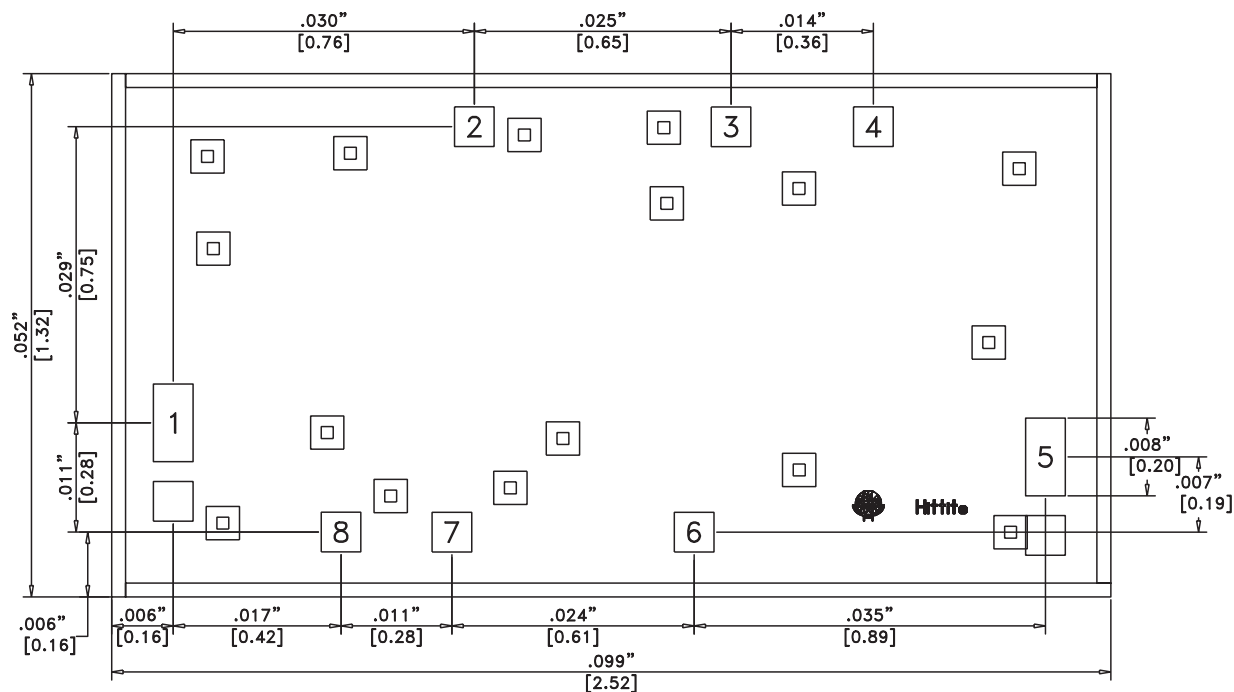 .030” .025” .014”
[0.76] [0.65] [0.36]
2 3 4
.029”
[0.75]
.052”
[1.32]
1
.011”
[0.28]
5
.008”
[0.20]
.007”
[0.19]
Hittite
8 7 6
.006”
[0.16]
.006” .017” .011” .024” .035”
[0.16] [0.42] [0.28] [0.61] [0.89]
.099”
[2.52]